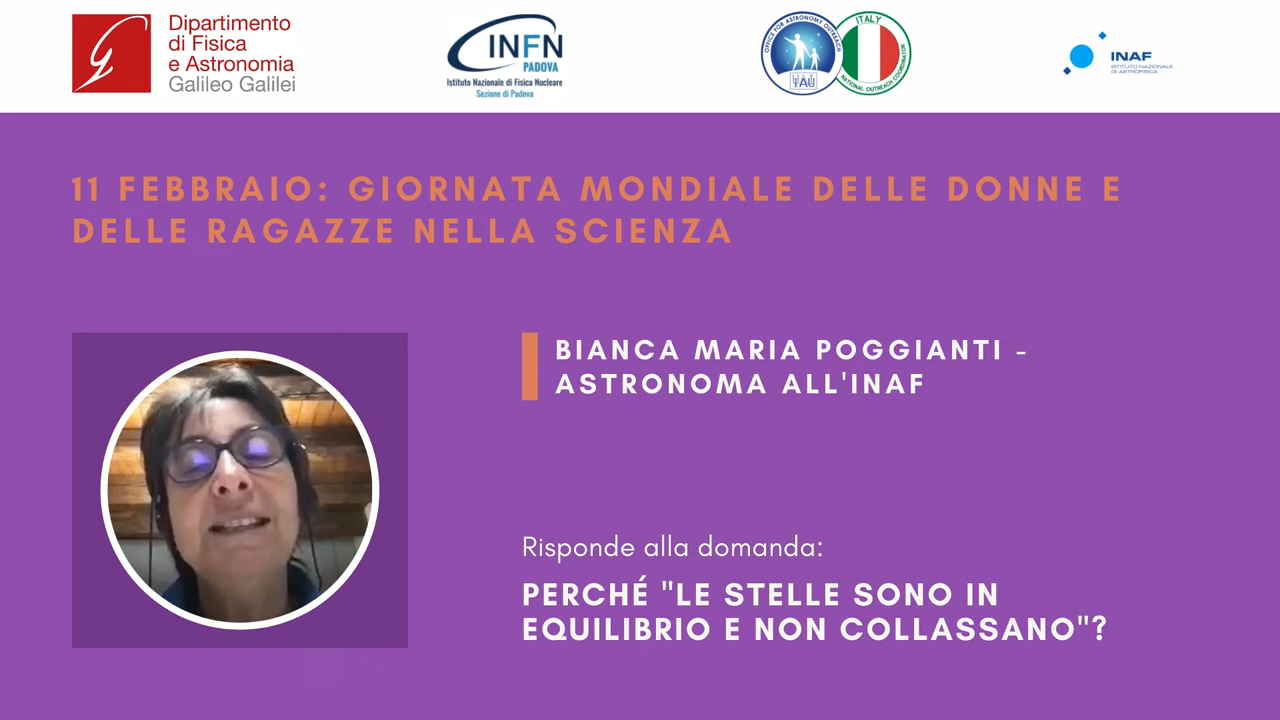 Dipartimento
di Fisica
e Astronomia
Galileo Galilei
INFN
PADOVA
Istituto Nazionale di Fisica Nucleare
Sezione di Padova
OFFICE FOR ASTRONOMY OUTREACH
IAU
ITALY
NATIONAL OUTREACH COORDINATOR
INAF
ISTITUTO NAZIONALE
DI ASTROFISICA
11 FEBBRAIO: GIORNATA MONDIALE DELLE DONNE E
DELLE RAGAZZE NELLA SCIENZA
BIANCA MARIA POGGIANTI -
ASTRONOMA ALL'INAF
Risponde alla domanda:
PERCHÉ "LE STELLE SONO IN
EQUILIBRIO E NON COLLASSANO"?